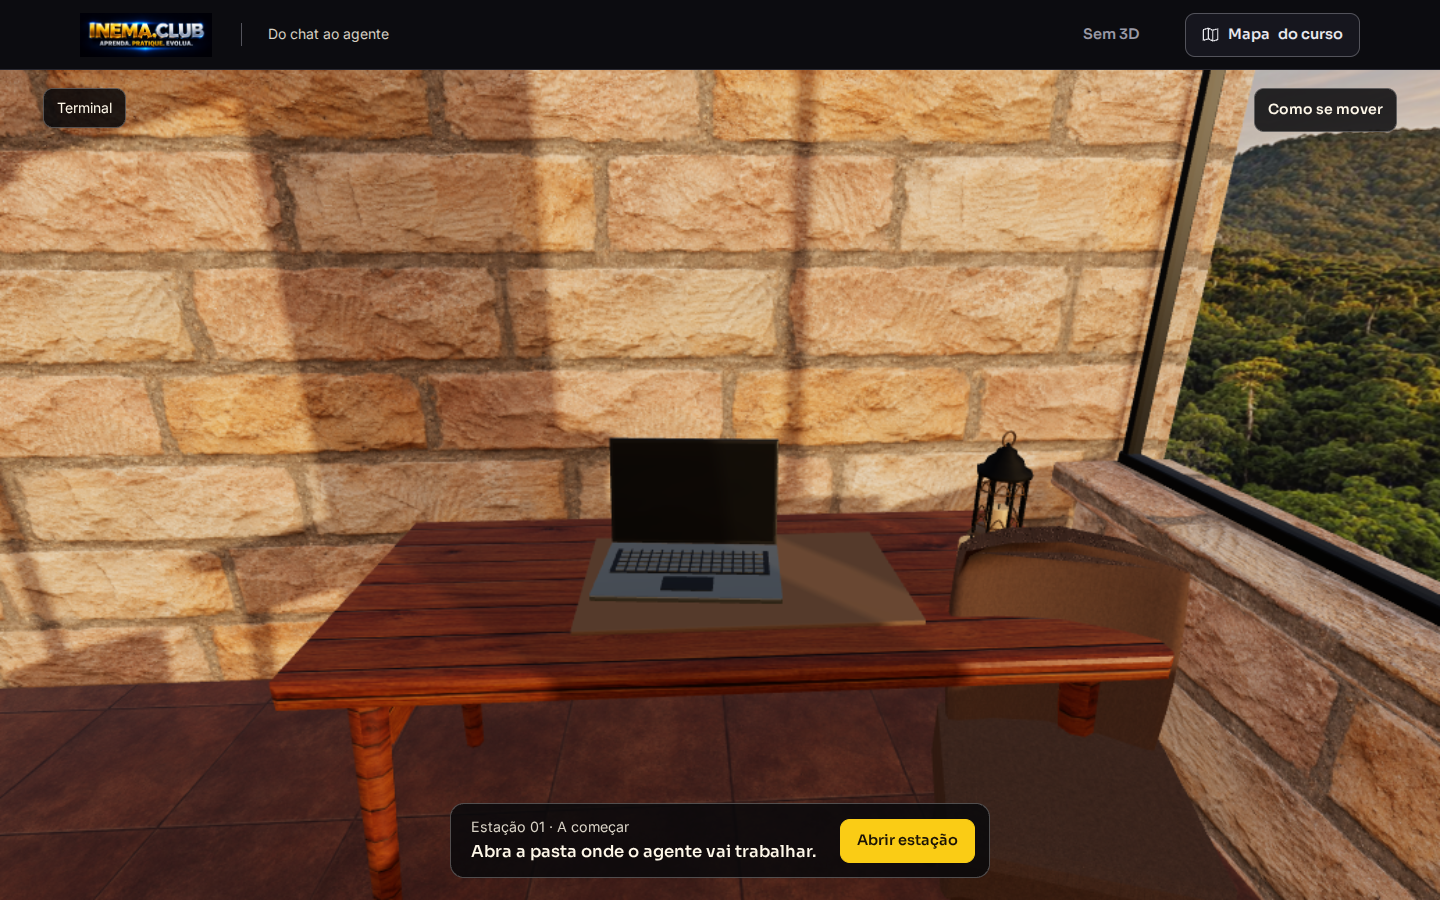 INEMA.CLUB
APRENDA. PRATIQUE. EVOLUA.
Do chat ao agente
Sem 3D
Mapa do curso
Terminal
Como se mover
Estação 01 · A começar
Abra a pasta onde o agente vai trabalhar.
Abrir estação